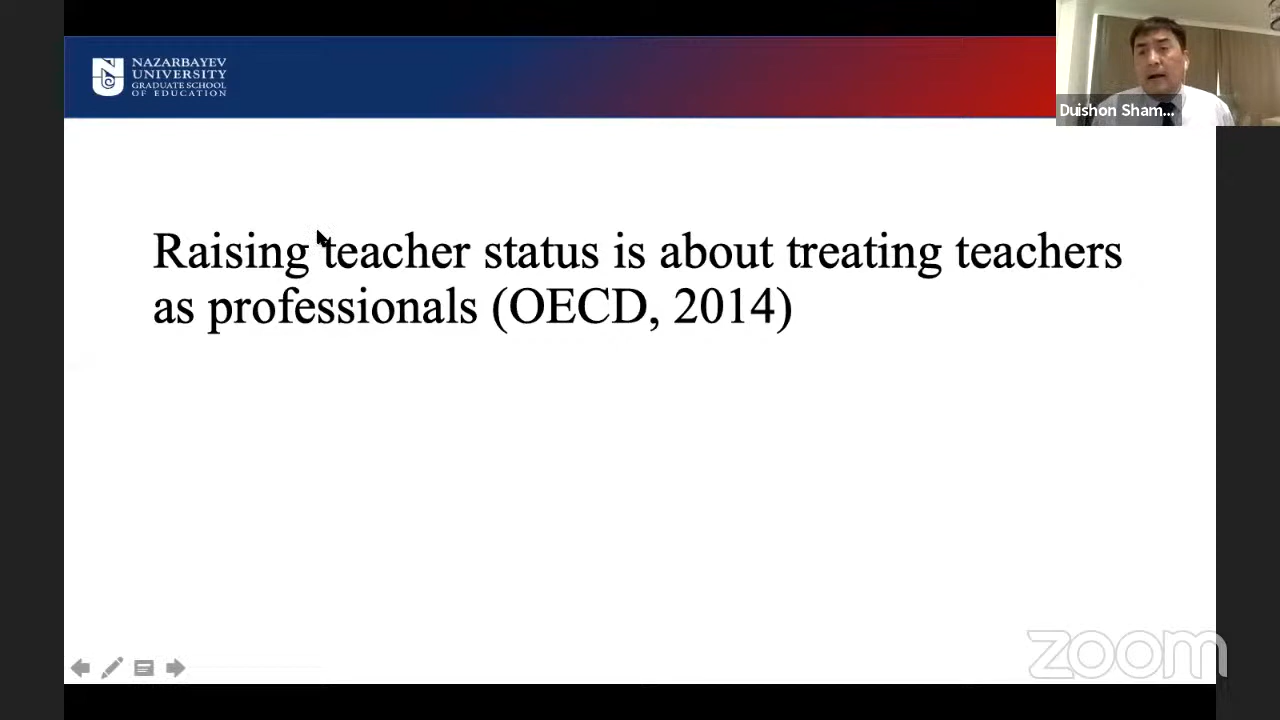 NAZARBAYEV
UNIVERSITY
GRADUATE SCHOOL
OF EDUCATION
Duishon Sham...
Raising teacher status is about treating teachers
as professionals (OECD, 2014)
zoom